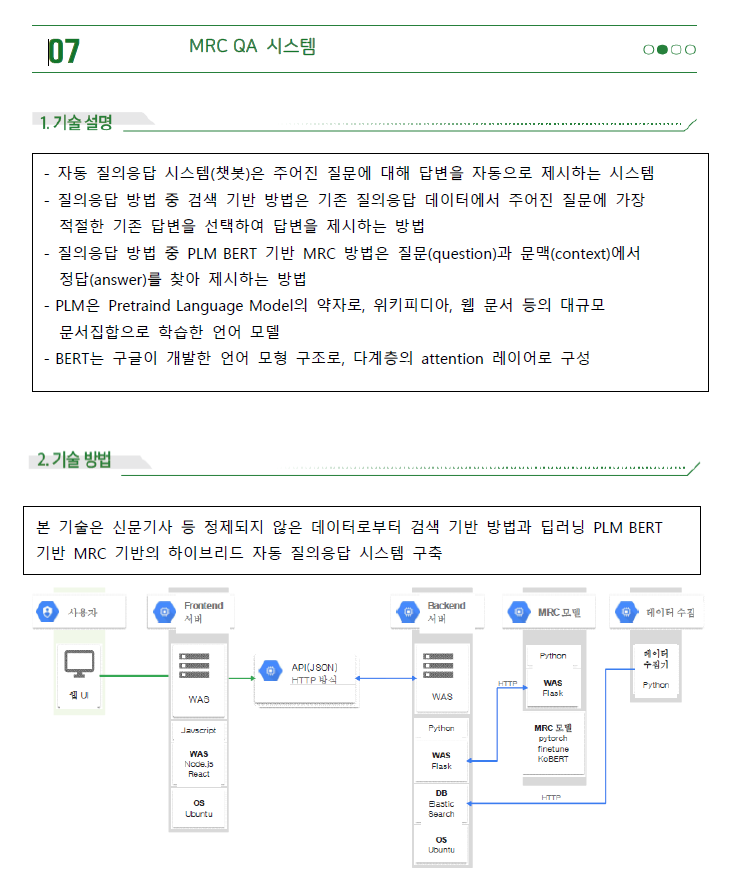 07
MRC QA 시스템
1. 기술 설명
- 자동 질의응답 시스템(챗봇)은 주어진 질문에 대해 답변을 자동으로 제시하는 시스템
- 질의응답 방법 중 검색 기반 방법은 기존 질의응답 데이터에서 주어진 질문에 가장
적절한 기존 답변을 선택하여 답변을 제시하는 방법
- 질의응답 방법 중 PLM BERT 기반 MRC 방법은 질문(question)과 문맥(context)에서
정답(answer)를 찾아 제시하는 방법
- PLM은 Pretraind Language Model의 약자로, 위키피디아, 웹 문서 등의 대규모
문서집합으로 학습한 언어 모델
- BERT는 구글이 개발한 언어 모형 구조로, 다계층의 attention 레이어로 구성
2. 기술 방법
본 기술은 신문기사 등 정제되지 않은 데이터로부터 검색 기반 방법과 딥러닝 PLM BERT
기반 MRC 기반의 하이브리드 자동 질의응답 시스템 구축
사용자
웹 UI
Frontend
서버
WAS
Javscript
WAS
Node.js
React
OS
Ubuntu
API(JSON)
HTTP 방식
Backend
서버
WAS
Python
WAS
Flask
DB
Elastic
Search
OS
Ubuntu
HTTP
MRC 모델
Python
WAS
Flask
MRC 모델
pytorch
finetune
KoBERT
HTTP
데이터 수집
데이터
수집기
Python